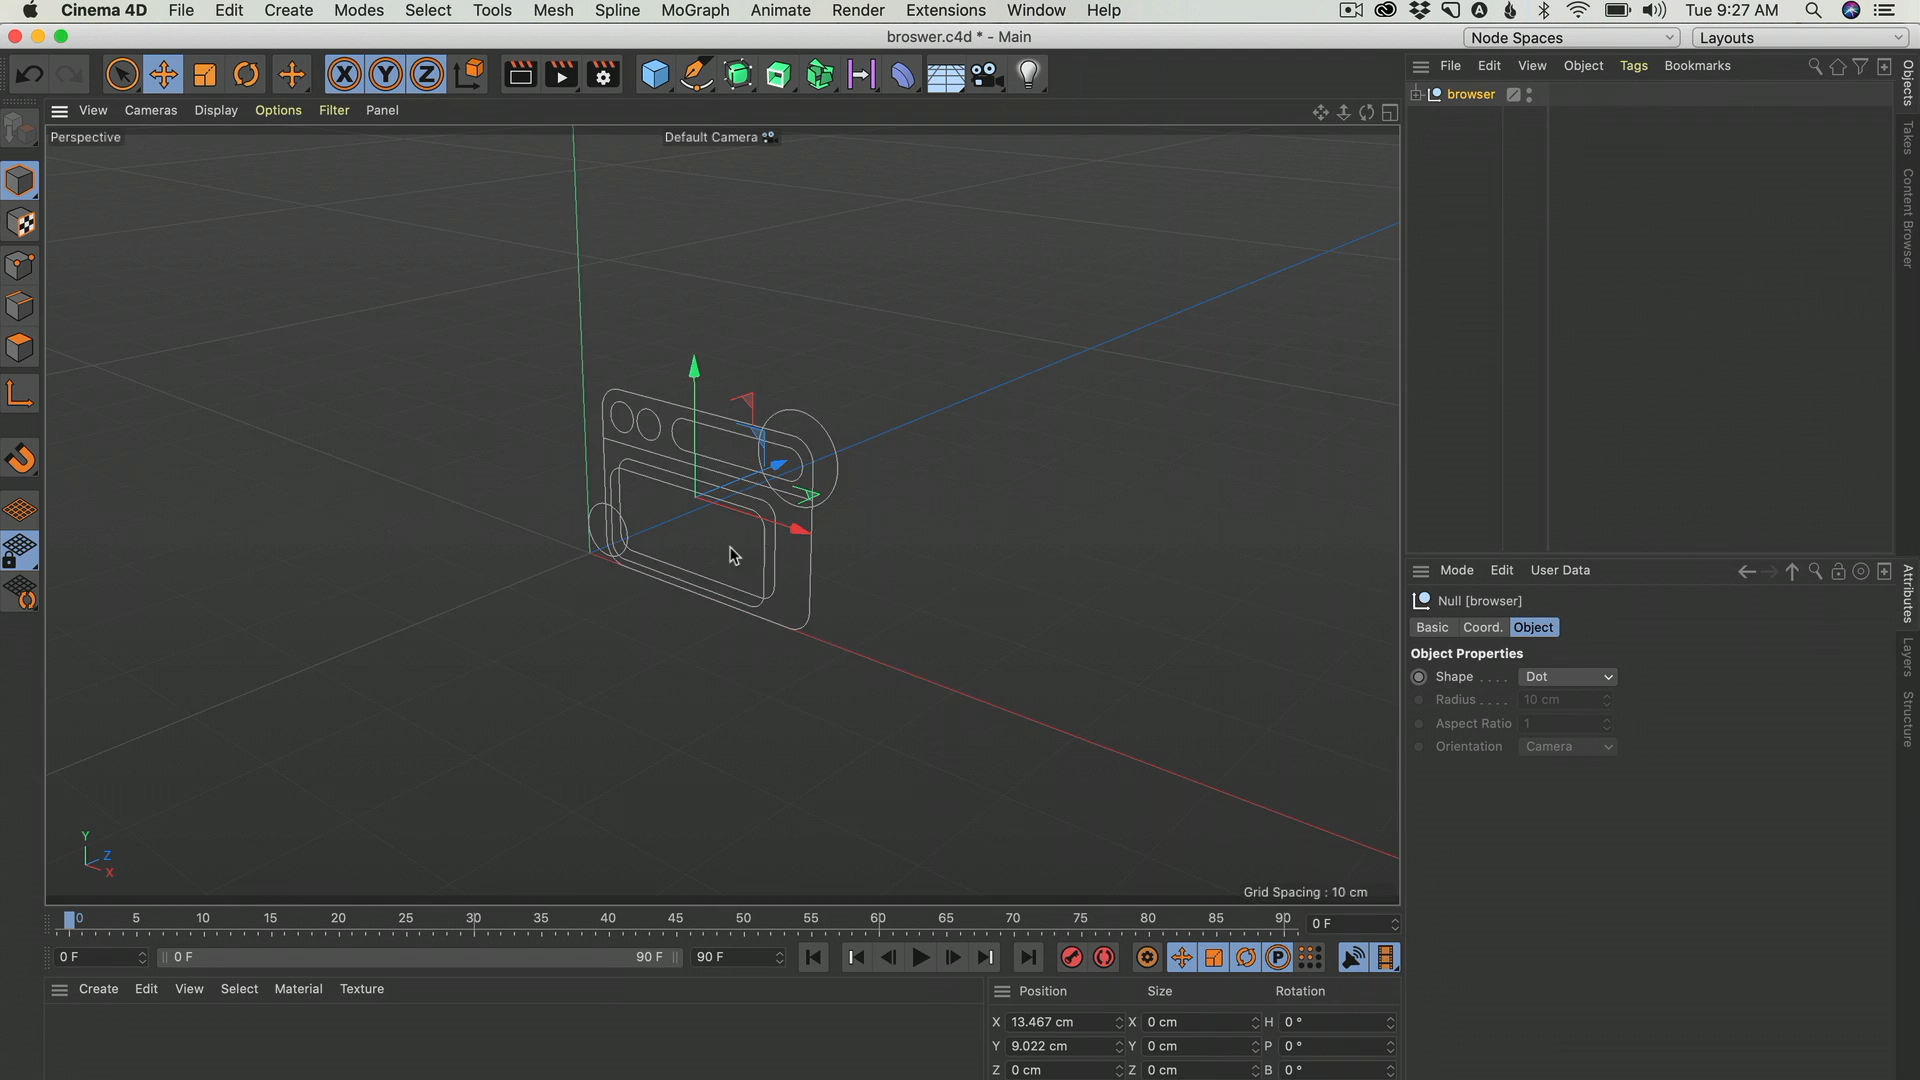 Cinema 4D File Edit Create Modes Select Tools Mesh Spline MoGraph Animate Render Extensions Window Help Tue 9:27 AM
broswer.c4d * - Main
Node Spaces
Layouts
X Y Z
View Cameras Display Options Filter Panel
File Edit View Object Tags Bookmarks
browser
Perspective
Default Camera
Objects
Takes
Content Browser
Y
Z
X
Grid Spacing : 10 cm
Mode Edit User Data
Null [browser]
Basic Coord. Object
Object Properties
Shape . . . . Dot
Radius . . . . 10 cm
Aspect Ratio 1
Orientation Camera
Attributes
Layers
Structure
0 5 10 15 20 25 30 35 40 45 50 55 60 65 70 75 80 85 90
0 F
0 F 0 F 90 F 90 F
P
Create Edit View Select Material Texture
Position Size Rotation
X 13.467 cm X 0 cm H 0 °
Y 9.022 cm Y 0 cm P 0 °
Z 0 cm Z 0 cm B 0 °